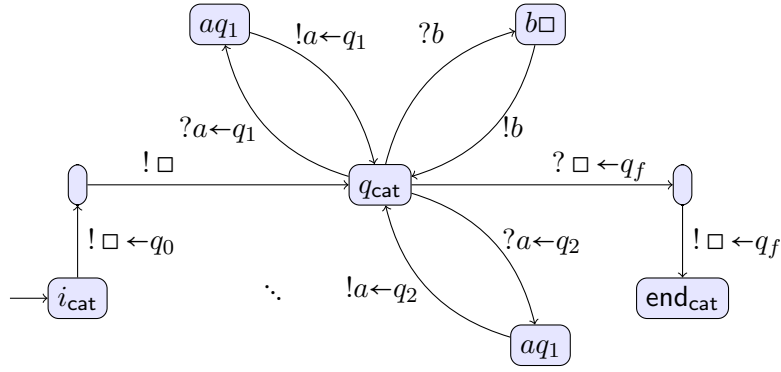 aq₁
!a←q₁
?b
b□
?a←q₁
!b
! □
q_cat
? □ ←q_f
! □ ←q₀
?a←q₂
! □ ←q_f
i_cat
⋱
!a←q₂
end_cat
aq₁